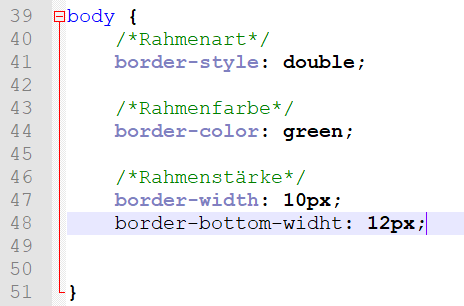 39 body {
40 /*Rahmenart*/
41 border-style: double;
42
43 /*Rahmenfarbe*/
44 border-color: green;
45
46 /*Rahmenstärke*/
47 border-width: 10px;
48 border-bottom-widht: 12px;
49
50
51 }